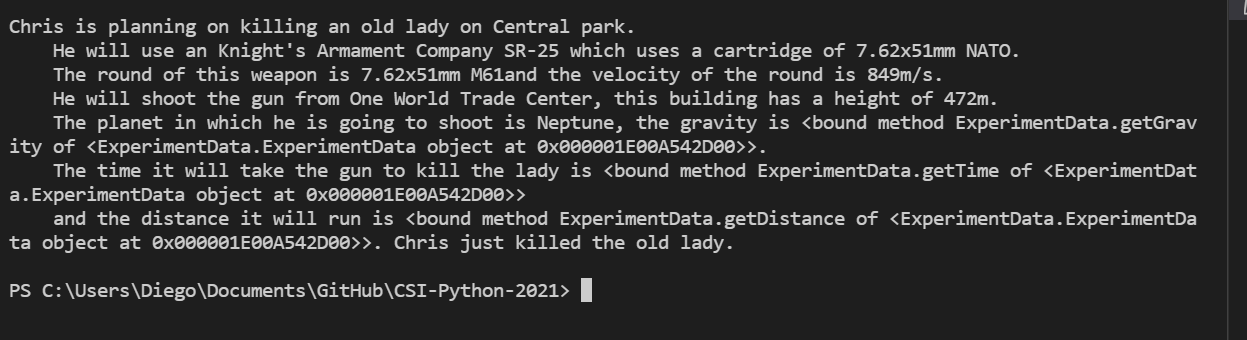 Chris is planning on killing an old lady on Central park.
    He will use an Knight's Armament Company SR-25 which uses a cartridge of 7.62x51mm NATO.
    The round of this weapon is 7.62x51mm M61and the velocity of the round is 849m/s.
    He will shoot the gun from One World Trade Center, this building has a height of 472m.
    The planet in which he is going to shoot is Neptune, the gravity is <bound method ExperimentData.getGrav
ity of <ExperimentData.ExperimentData object at 0x000001E00A542D00>>.
    The time it will take the gun to kill the lady is <bound method ExperimentData.getTime of <ExperimentDat
a.ExperimentData object at 0x000001E00A542D00>>
    and the distance it will run is <bound method ExperimentData.getDistance of <ExperimentData.ExperimentDa
ta object at 0x000001E00A542D00>>. Chris just killed the old lady.
PS C:\Users\Diego\Documents\GitHub\CSI-Python-2021>